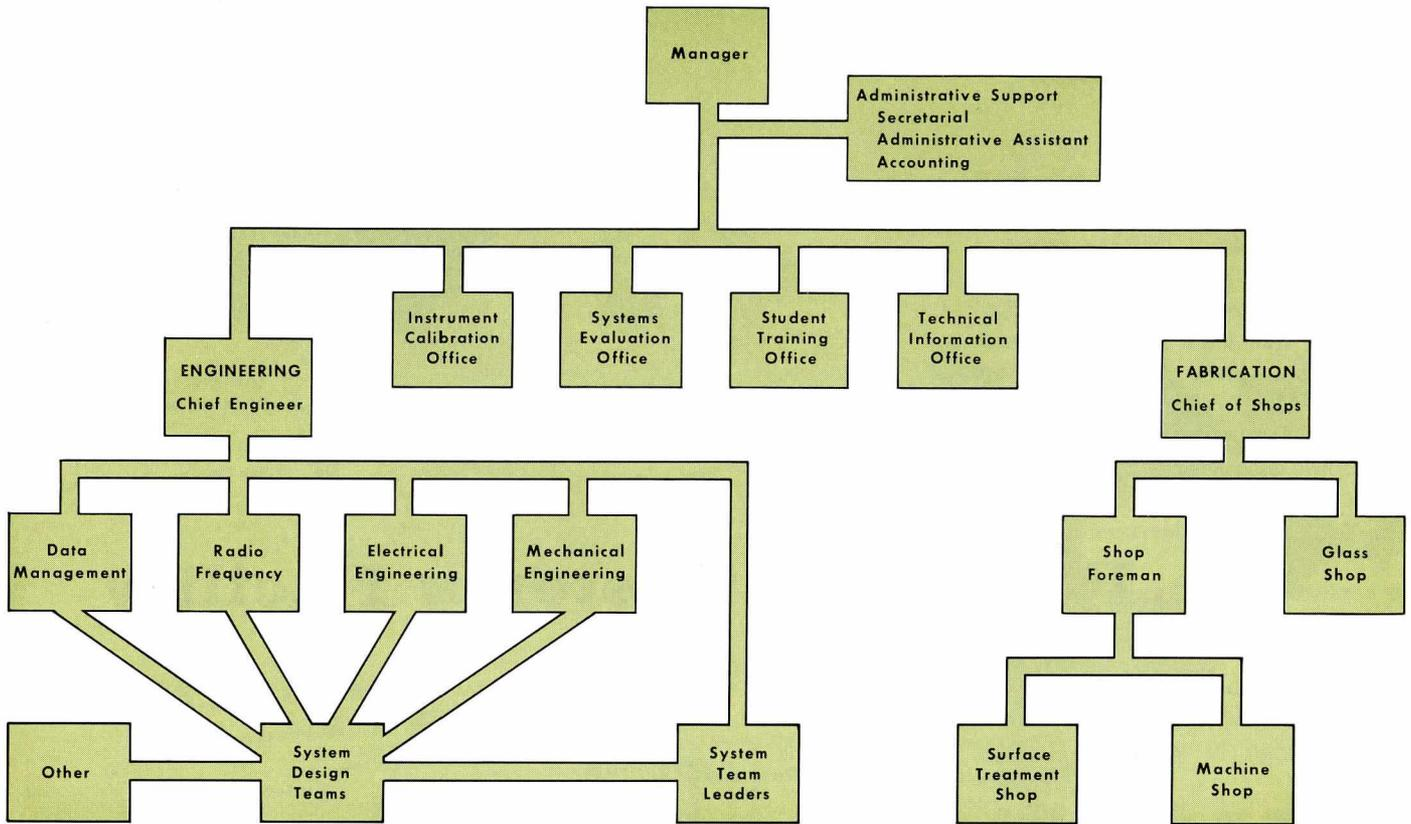 Manager
Administrative Support
Secretarial
Administrative Assistant
Accounting
Instrument
Calibration
Office
Systems
Evaluation
Office
Student
Training
Office
Technical
Information
Office
ENGINEERING
Chief Engineer
FABRICATION
Chief of Shops
Data
Management
Radio
Frequency
Electrical
Engineering
Mechanical
Engineering
Shop
Foreman
Glass
Shop
Other
System
Design
Teams
System
Team
Leaders
Surface
Treatment
Shop
Machine
Shop